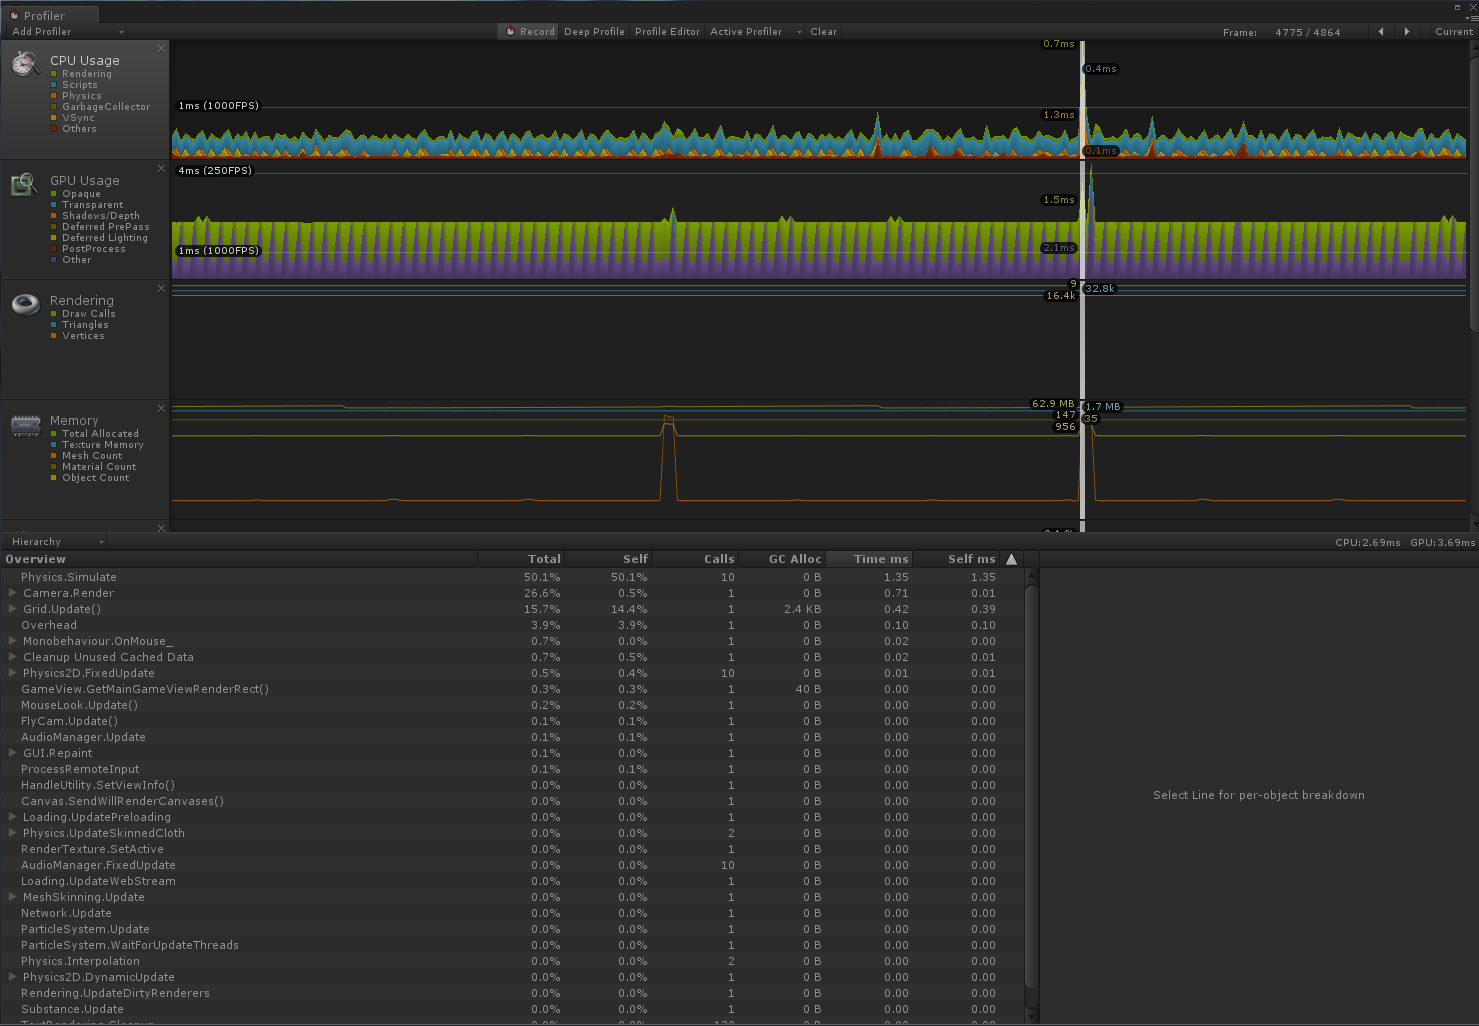 Profiler
Add Profiler
Record Deep Profile Profile Editor Active Profiler Clear Frame: 4775 / 4864 Current
CPU Usage
Rendering
Scripts
Physics
GarbageCollector
VSync
Others
0.7ms
0.4ms
1ms (1000FPS)
1.3ms
0.1ms
GPU Usage
Opaque
Transparent
Shadows/Depth
Deferred PrePass
Deferred Lighting
PostProcess
Other
4ms (250FPS)
1.5ms
1ms (1000FPS)
2.1ms
Rendering
Draw Calls
Triangles
Vertices
9
32.8k
16.4k
Memory
Total Allocated
Texture Memory
Mesh Count
Material Count
Object Count
62.9 MB
1.7 MB
147
35
956
Hierarchy CPU:2.69ms GPU:3.69ms
Overview Total Self Calls GC Alloc Time ms Self ms
Physics.Simulate 50.1% 50.1% 10 0 B 1.35 1.35
Camera.Render 26.6% 0.5% 1 0 B 0.71 0.01
Grid.Update() 15.7% 14.4% 1 2.4 KB 0.42 0.39
Overhead 3.9% 3.9% 1 0 B 0.10 0.10
Monobehaviour.OnMouse_ 0.7% 0.0% 1 0 B 0.02 0.00
Cleanup Unused Cached Data 0.7% 0.5% 1 0 B 0.02 0.01
Physics2D.FixedUpdate 0.5% 0.4% 10 0 B 0.01 0.01
GameView.GetMainGameViewRenderRect() 0.3% 0.3% 1 40 B 0.00 0.00
MouseLook.Update() 0.2% 0.2% 1 0 B 0.00 0.00
FlyCam.Update() 0.1% 0.1% 1 0 B 0.00 0.00
AudioManager.Update 0.1% 0.1% 1 0 B 0.00 0.00
GUI.Repaint 0.1% 0.0% 1 0 B 0.00 0.00
ProcessRemoteInput 0.1% 0.1% 1 0 B 0.00 0.00
HandleUtility.SetViewInfo() 0.0% 0.0% 1 0 B 0.00 0.00
Canvas.SendWillRenderCanvases() 0.0% 0.0% 1 0 B 0.00 0.00
Loading.UpdatePreloading 0.0% 0.0% 1 0 B 0.00 0.00
Physics.UpdateSkinnedCloth 0.0% 0.0% 2 0 B 0.00 0.00
RenderTexture.SetActive 0.0% 0.0% 1 0 B 0.00 0.00
AudioManager.FixedUpdate 0.0% 0.0% 10 0 B 0.00 0.00
Loading.UpdateWebStream 0.0% 0.0% 1 0 B 0.00 0.00
MeshSkinning.Update 0.0% 0.0% 1 0 B 0.00 0.00
Network.Update 0.0% 0.0% 1 0 B 0.00 0.00
ParticleSystem.Update 0.0% 0.0% 1 0 B 0.00 0.00
ParticleSystem.WaitForUpdateThreads 0.0% 0.0% 1 0 B 0.00 0.00
Physics.Interpolation 0.0% 0.0% 2 0 B 0.00 0.00
Physics2D.DynamicUpdate 0.0% 0.0% 1 0 B 0.00 0.00
Rendering.UpdateDirtyRenderers 0.0% 0.0% 1 0 B 0.00 0.00
Substance.Update 0.0% 0.0% 1 0 B 0.00 0.00
Select Line for per-object breakdown